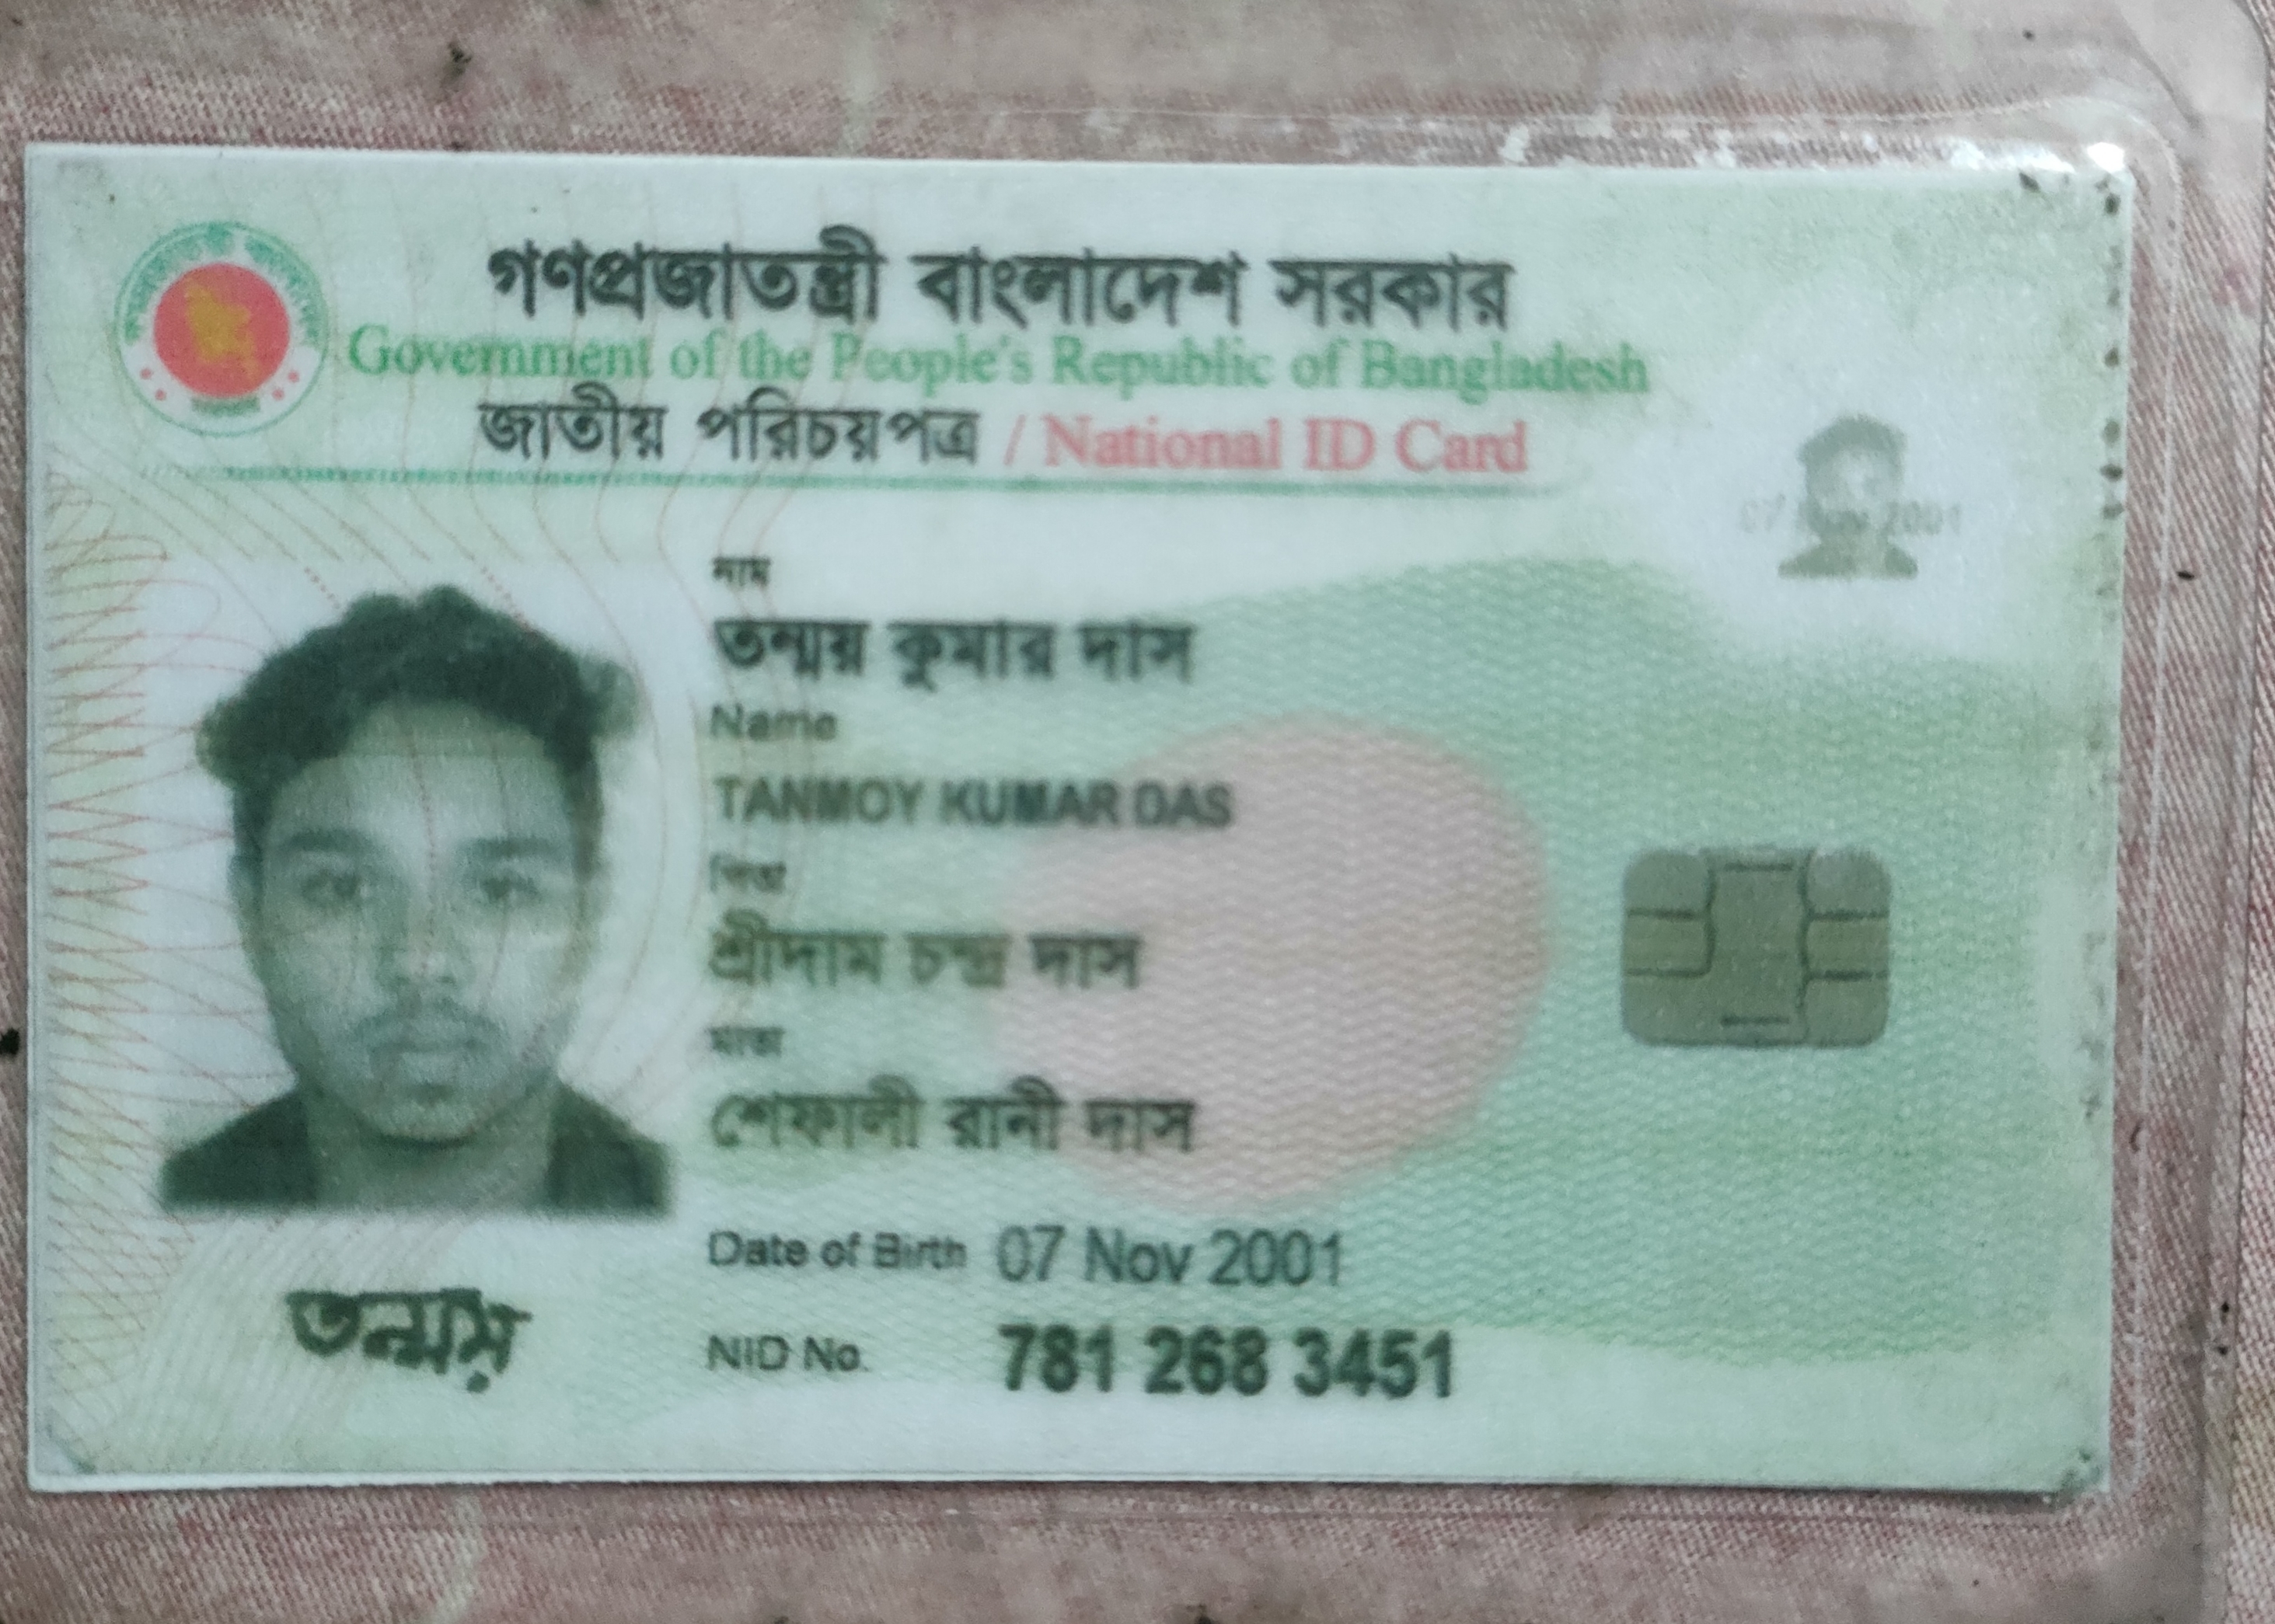 গণপ্রজাতন্ত্রী বাংলাদেশ সরকার
Government of the People's Republic of Bangladesh
জাতীয় পরিচয়পত্র / National ID Card
07 Nov 2001
নাম
তন্ময় কুমার দাস
Name
TANMOY KUMAR DAS
পিতা
শ্রীদাম চন্দ্র দাস
মাতা
শেফালী রানী দাস
Date of Birth 07 Nov 2001
NID No. 781 268 3451
তন্ময়